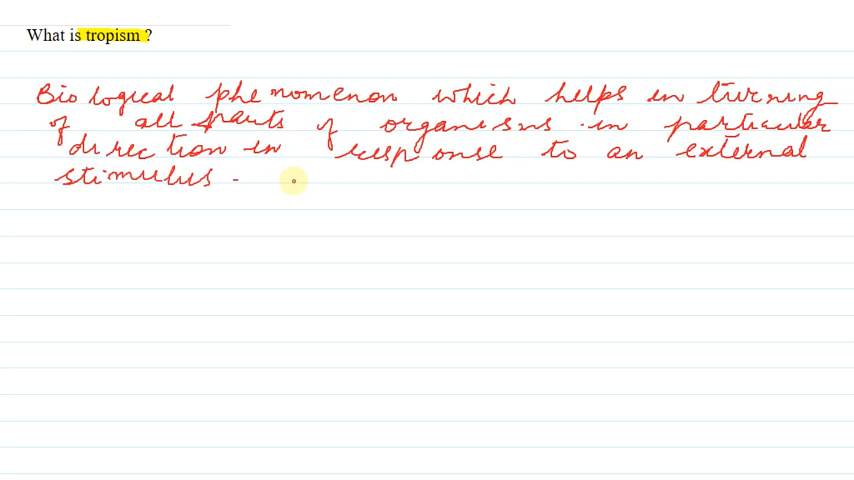 What is tropism ?
Biological phenomenon which helps in turning
of all parts of organisms in particular
direction in response to an external
stimulus -